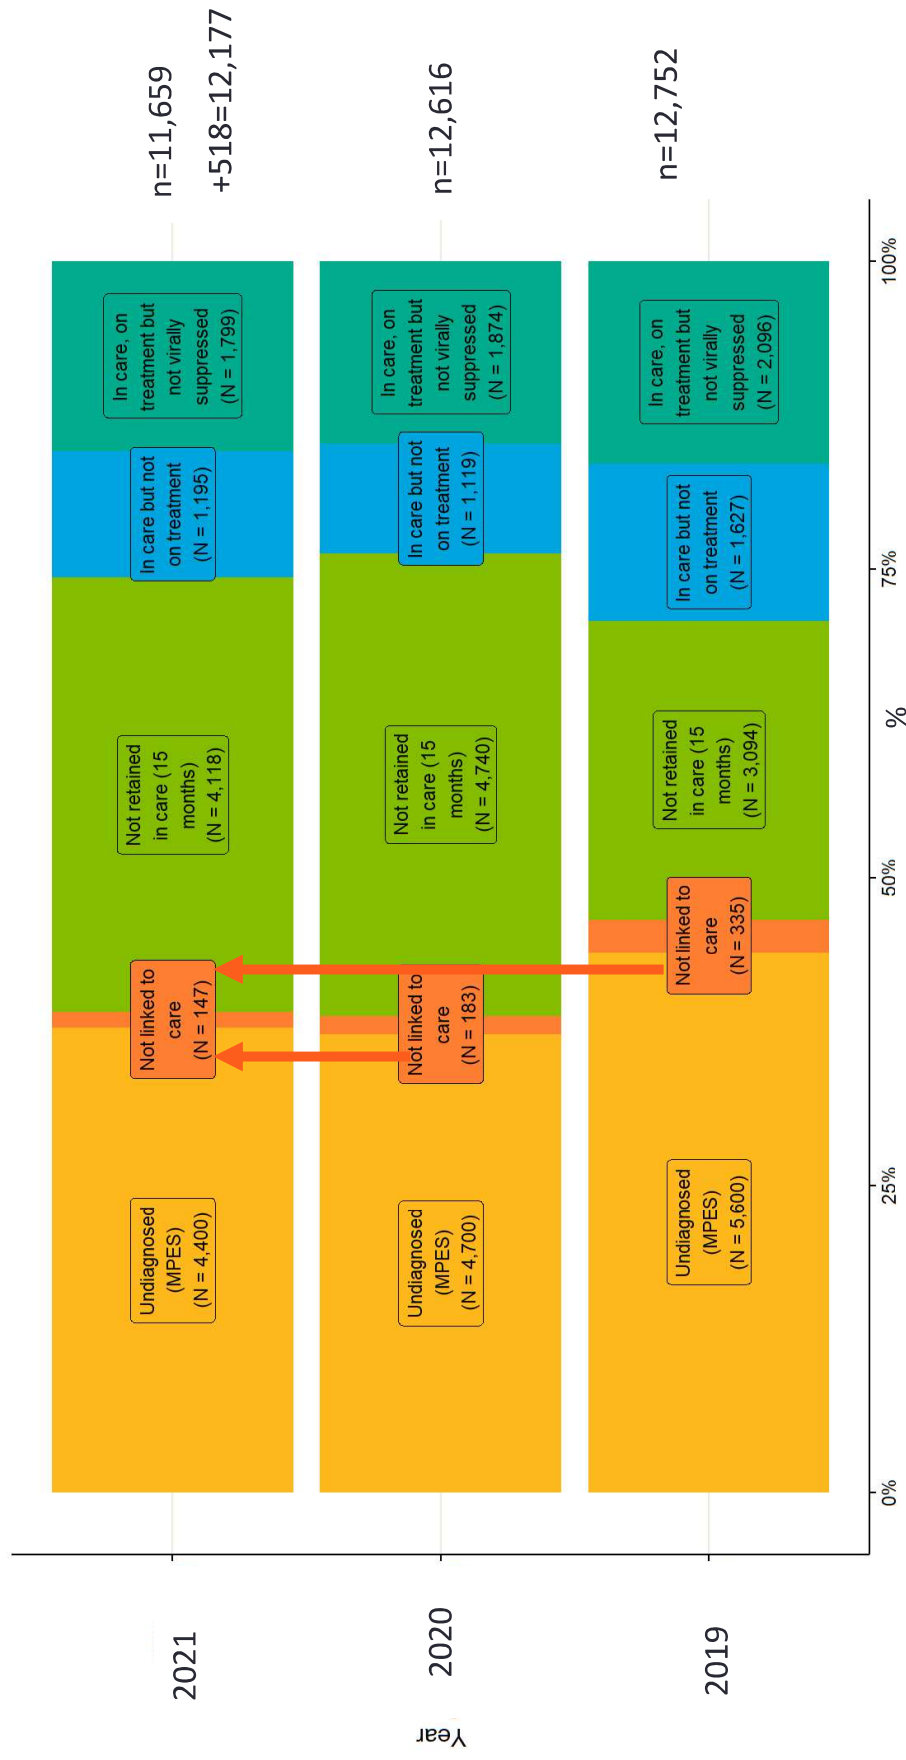 Year
2021
Undiagnosed
(MPES)
(N = 4,400)
Not linked to
care
(N = 147)
Not retained
in care (15
months)
(N = 4,118)
In care but not
on treatment
(N = 1,195)
In care, on
treatment but
not virally
suppressed
(N = 1,799)
n=11,659
+518=12,177
2020
Undiagnosed
(MPES)
(N = 4,700)
Not linked to
care
(N = 183)
Not retained
in care (15
months)
(N = 4,740)
In care but not
on treatment
(N = 1,119)
In care, on
treatment but
not virally
suppressed
(N = 1,874)
n=12,616
2019
Undiagnosed
(MPES)
(N = 5,600)
Not linked to
care
(N = 335)
Not retained
in care (15
months)
(N = 3,094)
In care but not
on treatment
(N = 1,627)
In care, on
treatment but
not virally
suppressed
(N = 2,096)
n=12,752
0%
25%
50%
75%
100%
%